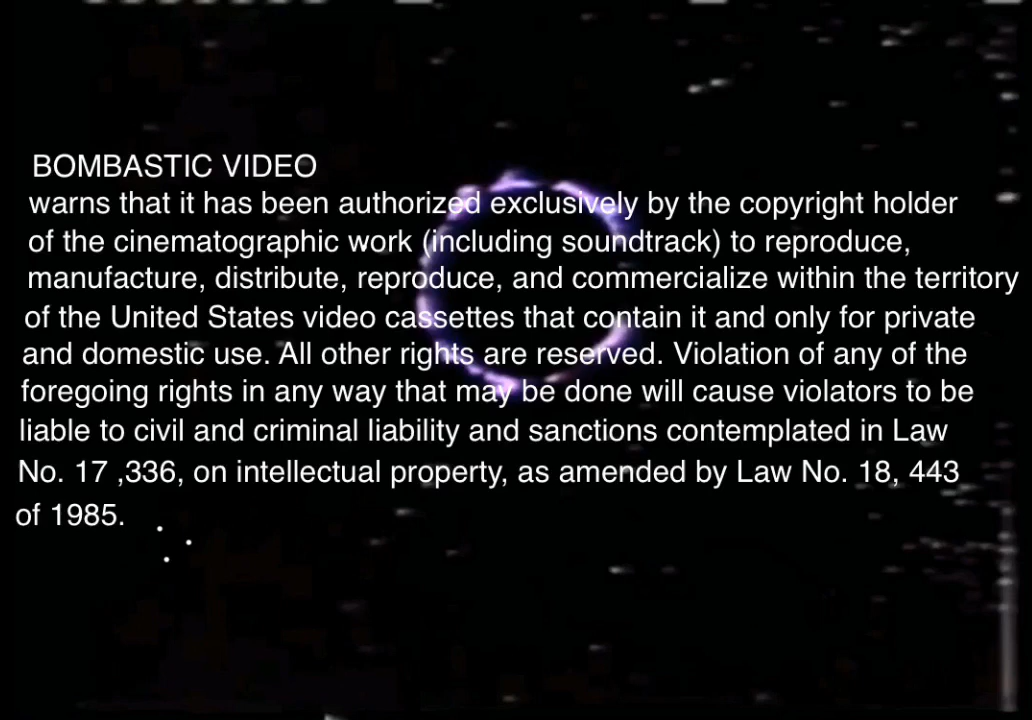 BOMBASTIC VIDEO
warns that it has been authorized exclusively by the copyright holder
of the cinematographic work (including soundtrack) to reproduce,
manufacture, distribute, reproduce, and commercialize within the territory
of the United States video cassettes that contain it and only for private
and domestic use. All other rights are reserved. Violation of any of the
foregoing rights in any way that may be done will cause violators to be
liable to civil and criminal liability and sanctions contemplated in Law
No. 17 ,336, on intellectual property, as amended by Law No. 18, 443
of 1985.